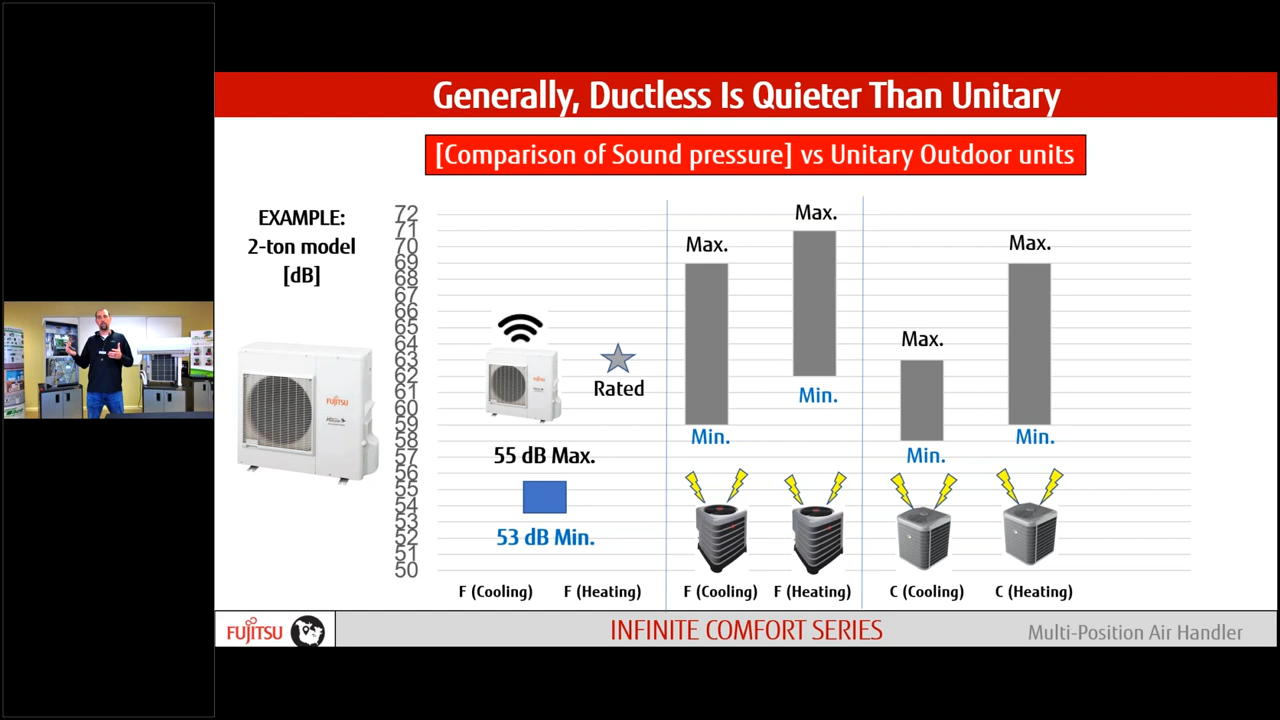 Generally, Ductless Is Quieter Than Unitary
[Comparison of Sound pressure] vs Unitary Outdoor units
EXAMPLE:
2-ton model
[dB]
72
71
70
69
68
67
66
65
64
63
62
61
60
59
58
57
56
55
54
53
52
51
50
FUJITSU
FUJITSU
Rated
55 dB Max.
53 dB Min.
Max.
Min.
Max.
Min.
Max.
Min.
Max.
Min.
F (Cooling)
F (Heating)
F (Cooling)
F (Heating)
C (Cooling)
C (Heating)
FUJITSU
INFINITE COMFORT SERIES
Multi-Position Air Handler